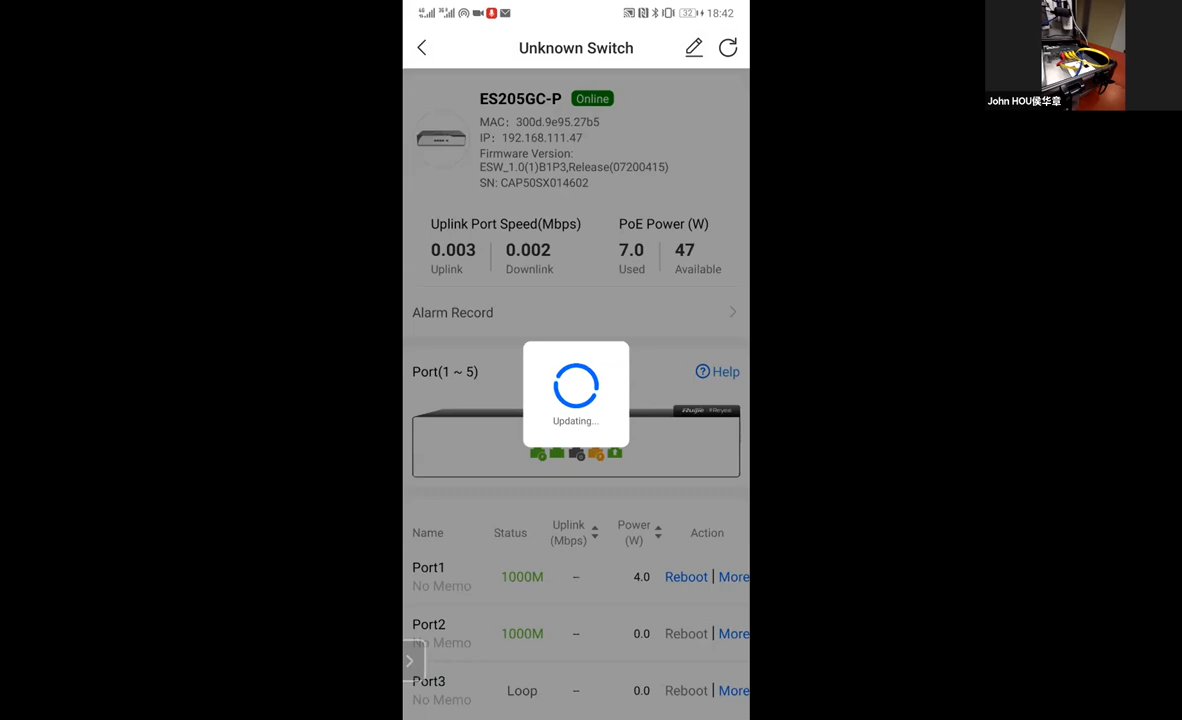 18:42
Unknown Switch
ES205GC-P Online
MAC: 300d.9e95.27b5
IP: 192.168.111.47
Firmware Version:
ESW_1.0(1)B1P3,Release(07200415)
SN: CAP50SX014602
Uplink Port Speed(Mbps) PoE Power (W)
0.003 0.002 7.0 47
Uplink Downlink Used Available
Alarm Record
Port(1 ~ 5) Help
Ruijie Reyee
Updating...
Name Status Uplink (Mbps) Power (W) Action
Port1 1000M -- 4.0 Reboot | More
No Memo
Port2 1000M -- 0.0 Reboot | More
No Memo
Port3 Loop -- 0.0 Reboot | More
No Memo
John HOU侯华章